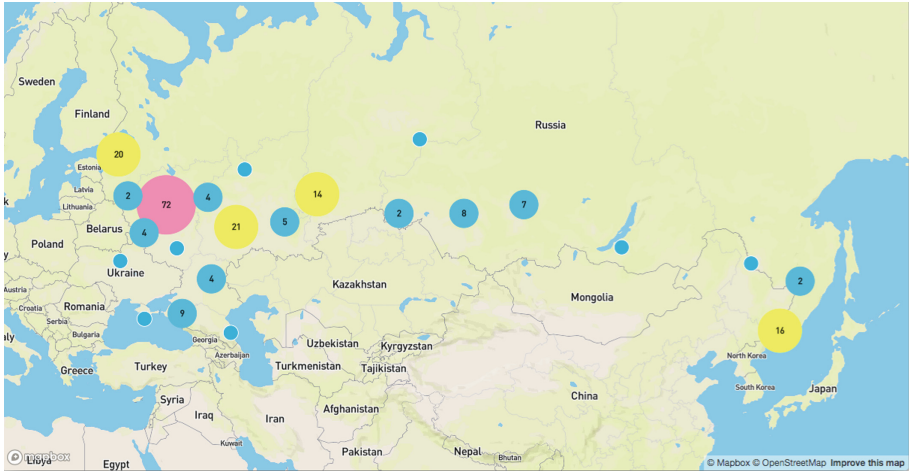 Sweden
Finland
Russia
20
Estonia
Latvia
Lithuania
2
72
4
14
k
Belarus
4
21
5
2
8
7
Poland
y
Ukraine
4
2
Kazakhstan
Mongolia
Austria
Croatia
Romania
Serbia
Bulgaria
9
16
aly
Georgia
Azerbaijan
Uzbekistan
Kyrgyzstan
Turkmenistan
Tajikistan
North Korea
Greece
Turkey
South Korea
Japan
China
Syria
Iraq
Iran
Afghanistan
Kuwait
Pakistan
Nepal
Bhutan
mapbox
Libya
Egypt
© Mapbox © OpenStreetMap Improve this map